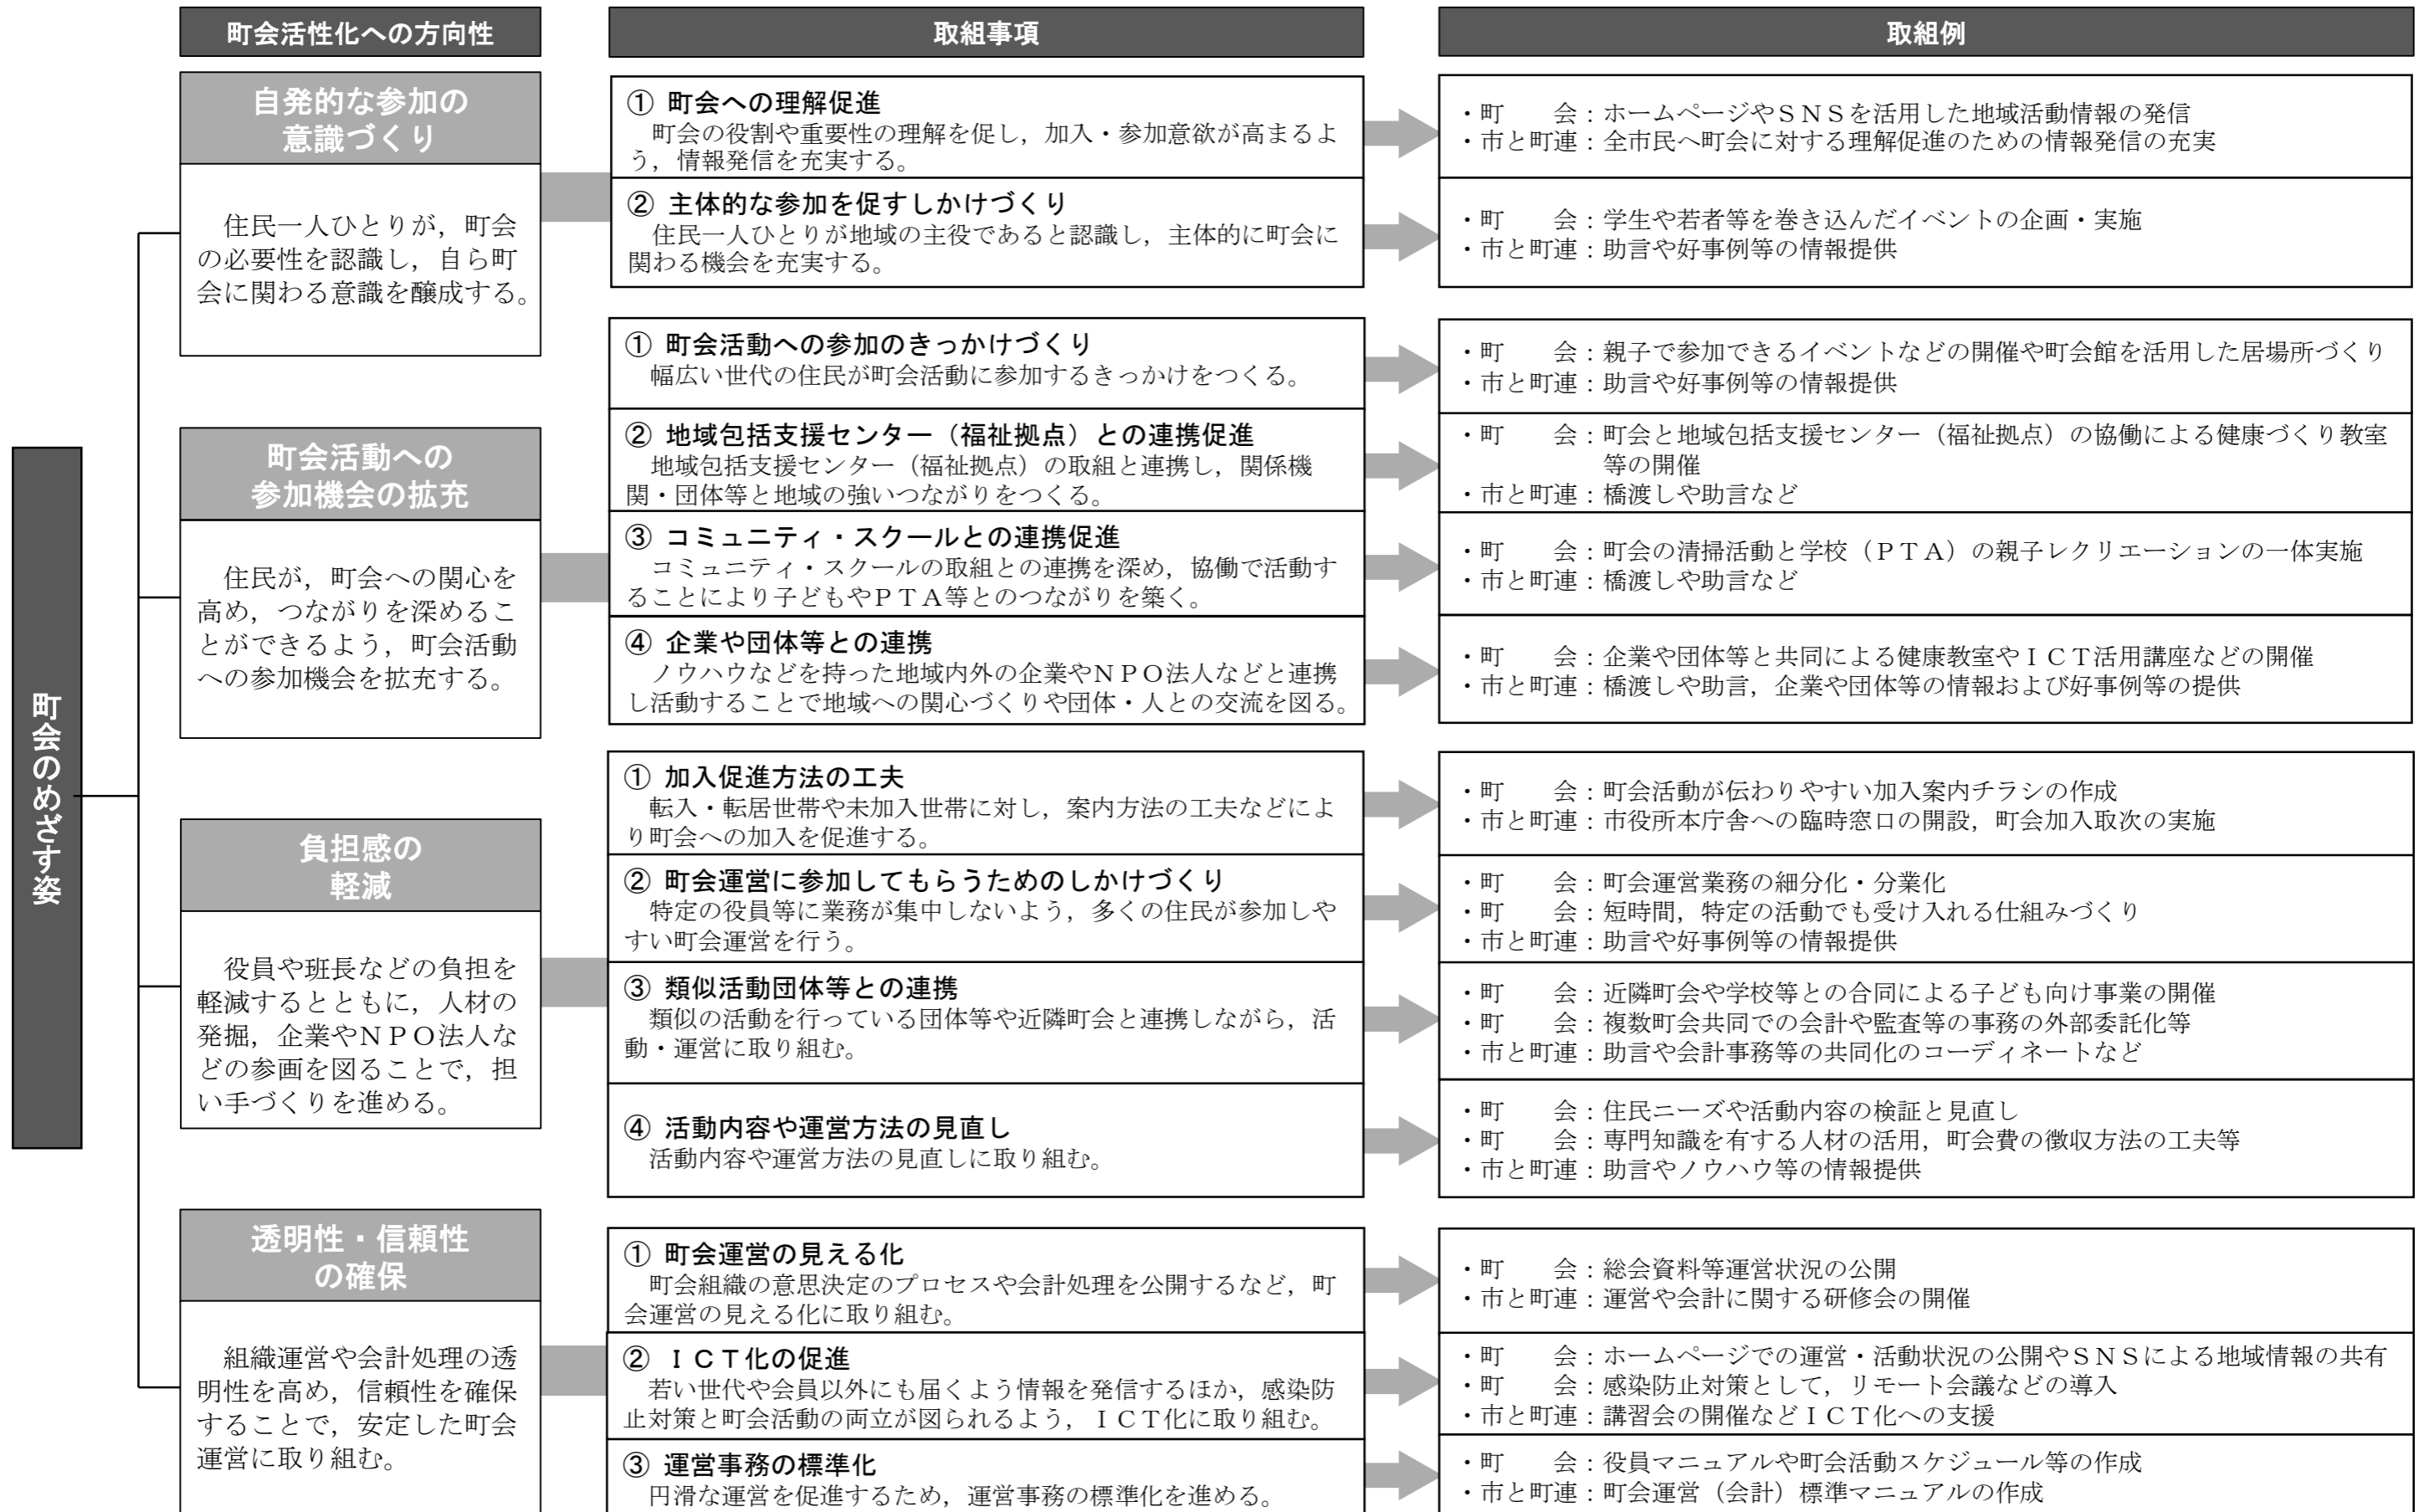 町会活性化への方向性
取組事項
取組例
町会のめざす姿
自発的な参加の
意識づくり
住民一人ひとりが，町会
の必要性を認識し，自ら町
会に関わる意識を醸成する。
① 町会への理解促進
町会の役割や重要性の理解を促し，加入・参加意欲が高まるよ
う，情報発信を充実する。
・町　　会：ホームページやＳＮＳを活用した地域活動情報の発信
・市と町連：全市民へ町会に対する理解促進のための情報発信の充実
② 主体的な参加を促すしかけづくり
住民一人ひとりが地域の主役であると認識し，主体的に町会に
関わる機会を充実する。
・町　　会：学生や若者等を巻き込んだイベントの企画・実施
・市と町連：助言や好事例等の情報提供
町会活動への
参加機会の拡充
住民が，町会への関心を
高め，つながりを深めるこ
とができるよう，町会活動
への参加機会を拡充する。
① 町会活動への参加のきっかけづくり
幅広い世代の住民が町会活動に参加するきっかけをつくる。
・町　　会：親子で参加できるイベントなどの開催や町会館を活用した居場所づくり
・市と町連：助言や好事例等の情報提供
② 地域包括支援センター（福祉拠点）との連携促進
地域包括支援センター（福祉拠点）の取組と連携し，関係機
関・団体等と地域の強いつながりをつくる。
・町　　会：町会と地域包括支援センター（福祉拠点）の協働による健康づくり教室
等の開催
・市と町連：橋渡しや助言など
③ コミュニティ・スクールとの連携促進
コミュニティ・スクールの取組との連携を深め，協働で活動す
ることにより子どもやＰＴＡ等とのつながりを築く。
・町　　会：町会の清掃活動と学校（ＰＴＡ）の親子レクリエーションの一体実施
・市と町連：橋渡しや助言など
④ 企業や団体等との連携
ノウハウなどを持った地域内外の企業やＮＰＯ法人などと連携
し活動することで地域への関心づくりや団体・人との交流を図る。
・町　　会：企業や団体等と共同による健康教室やＩＣＴ活用講座などの開催
・市と町連：橋渡しや助言，企業や団体等の情報および好事例等の提供
負担感の
軽減
役員や班長などの負担を
軽減するとともに，人材の
発掘，企業やＮＰＯ法人な
どの参画を図ることで，担
い手づくりを進める。
① 加入促進方法の工夫
転入・転居世帯や未加入世帯に対し，案内方法の工夫などによ
り町会への加入を促進する。
・町　　会：町会活動が伝わりやすい加入案内チラシの作成
・市と町連：市役所本庁舎への臨時窓口の開設，町会加入取次の実施
② 町会運営に参加してもらうためのしかけづくり
特定の役員等に業務が集中しないよう，多くの住民が参加しや
すい町会運営を行う。
・町　　会：町会運営業務の細分化・分業化
・町　　会：短時間，特定の活動でも受け入れる仕組みづくり
・市と町連：助言や好事例等の情報提供
③ 類似活動団体等との連携
類似の活動を行っている団体等や近隣町会と連携しながら，活
動・運営に取り組む。
・町　　会：近隣町会や学校等との合同による子ども向け事業の開催
・町　　会：複数町会共同での会計や監査等の事務の外部委託化等
・市と町連：助言や会計事務等の共同化のコーディネートなど
④ 活動内容や運営方法の見直し
活動内容や運営方法の見直しに取り組む。
・町　　会：住民ニーズや活動内容の検証と見直し
・町　　会：専門知識を有する人材の活用，町会費の徴収方法の工夫等
・市と町連：助言やノウハウ等の情報提供
透明性・信頼性
の確保
組織運営や会計処理の透
明性を高め，信頼性を確保
することで，安定した町会
運営に取り組む。
① 町会運営の見える化
町会組織の意思決定のプロセスや会計処理を公開するなど，町
会運営の見える化に取り組む。
・町　　会：総会資料等運営状況の公開
・市と町連：運営や会計に関する研修会の開催
② ＩＣＴ化の促進
若い世代や会員以外にも届くよう情報を発信するほか，感染防
止対策と町会活動の両立が図られるよう，ＩＣＴ化に取り組む。
・町　　会：ホームページでの運営・活動状況の公開やＳＮＳによる地域情報の共有
・町　　会：感染防止対策として，リモート会議などの導入
・市と町連：講習会の開催などＩＣＴ化への支援
③ 運営事務の標準化
円滑な運営を促進するため，運営事務の標準化を進める。
・町　　会：役員マニュアルや町会活動スケジュール等の作成
・市と町連：町会運営（会計）標準マニュアルの作成